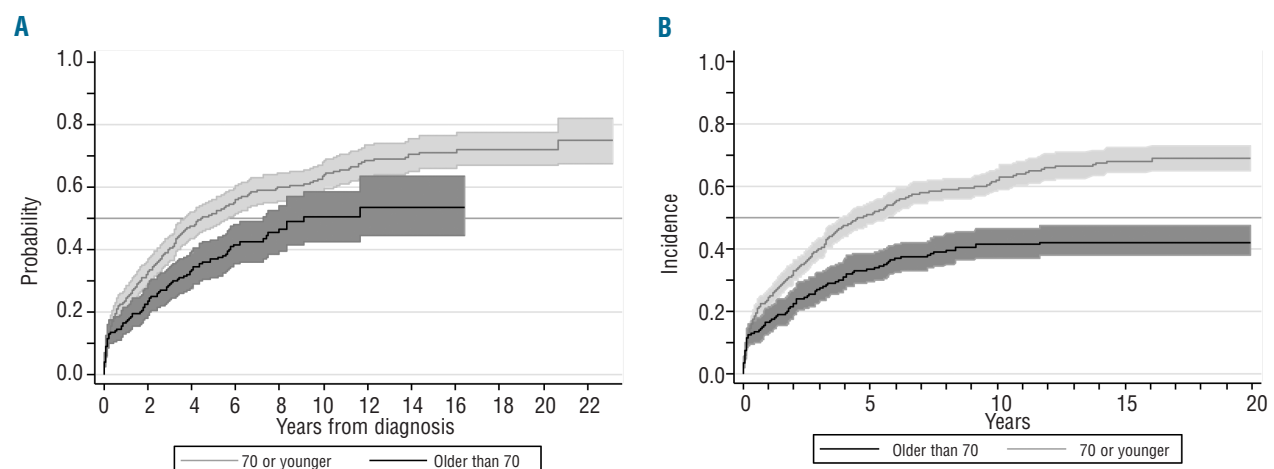 A
1.0
0.8
0.6
0.4
0.2
0.0
Probability
0 2 4 6 8 10 12 14 16 18 20 22
Years from diagnosis
70 or younger Older than 70
B
1.0
0.8
0.6
0.4
0.2
0.0
Incidence
0 5 10 15 20
Years
Older than 70 70 or younger